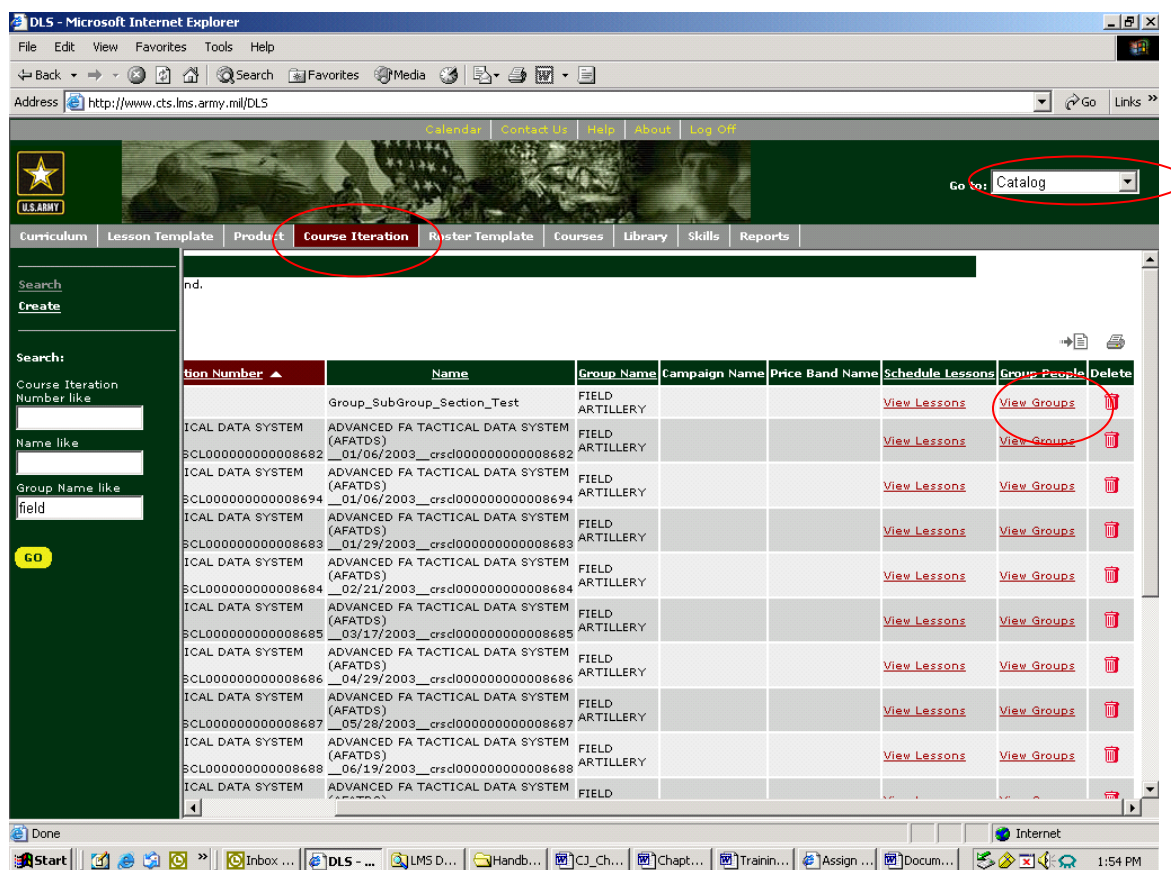 DLS - Microsoft Internet Explorer
File Edit View Favorites Tools Help
Back Search Favorites Media
Address http://www.cts.lms.army.mil/DLS Go Links »
Calendar Contact Us Help About Log Off
U.S.ARMY
Go to: Catalog
Curriculum Lesson Template Product Course Iteration Roster Template Courses Library Skills Reports
Search
Create
Search:
Course Iteration
Number like
Name like
Group Name like
field
GO
nd.
tion Number Name Group Name Campaign Name Price Band Name Schedule Lessons Group People Delete
Group_SubGroup_Section_Test FIELD ARTILLERY View Lessons View Groups
ICAL DATA SYSTEM ADVANCED FA TACTICAL DATA SYSTEM
(AFATDS) FIELD ARTILLERY View Lessons View Groups
SCL000000000008682 __01/06/2003__crscl000000000008682
ICAL DATA SYSTEM ADVANCED FA TACTICAL DATA SYSTEM
(AFATDS) FIELD ARTILLERY View Lessons View Groups
SCL000000000008694 __01/06/2003__crscl000000000008694
ICAL DATA SYSTEM ADVANCED FA TACTICAL DATA SYSTEM
(AFATDS) FIELD ARTILLERY View Lessons View Groups
SCL000000000008683 __01/29/2003__crscl000000000008683
ICAL DATA SYSTEM ADVANCED FA TACTICAL DATA SYSTEM
(AFATDS) FIELD ARTILLERY View Lessons View Groups
SCL000000000008684 __02/21/2003__crscl000000000008684
ICAL DATA SYSTEM ADVANCED FA TACTICAL DATA SYSTEM
(AFATDS) FIELD ARTILLERY View Lessons View Groups
SCL000000000008685 __03/17/2003__crscl000000000008685
ICAL DATA SYSTEM ADVANCED FA TACTICAL DATA SYSTEM
(AFATDS) FIELD ARTILLERY View Lessons View Groups
SCL000000000008686 __04/29/2003__crscl000000000008686
ICAL DATA SYSTEM ADVANCED FA TACTICAL DATA SYSTEM
(AFATDS) FIELD ARTILLERY View Lessons View Groups
SCL000000000008687 __05/28/2003__crscl000000000008687
ICAL DATA SYSTEM ADVANCED FA TACTICAL DATA SYSTEM
(AFATDS) FIELD ARTILLERY View Lessons View Groups
SCL000000000008688 __06/19/2003__crscl000000000008688
ICAL DATA SYSTEM ADVANCED FA TACTICAL DATA SYSTEM
FIELD
Done Internet
Start » Inbox ... DLS - ... LMS D... Handb... CJ_Ch... Chapt... Trainin... Assign ... Docum... 1:54 PM